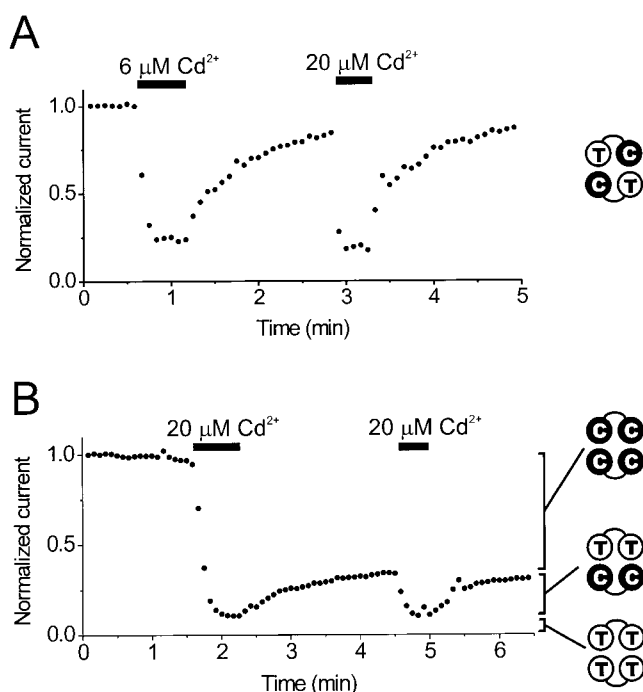 A
6 μM Cd²⁺
20 μM Cd²⁺
Normalized current
1.0
0.5
0.0
0
1
2
3
4
5
Time (min)
T C
C T
B
20 μM Cd²⁺
20 μM Cd²⁺
Normalized current
1.0
0.5
0.0
0
1
2
3
4
5
6
Time (min)
C C
C C
T T
C C
T T
T T